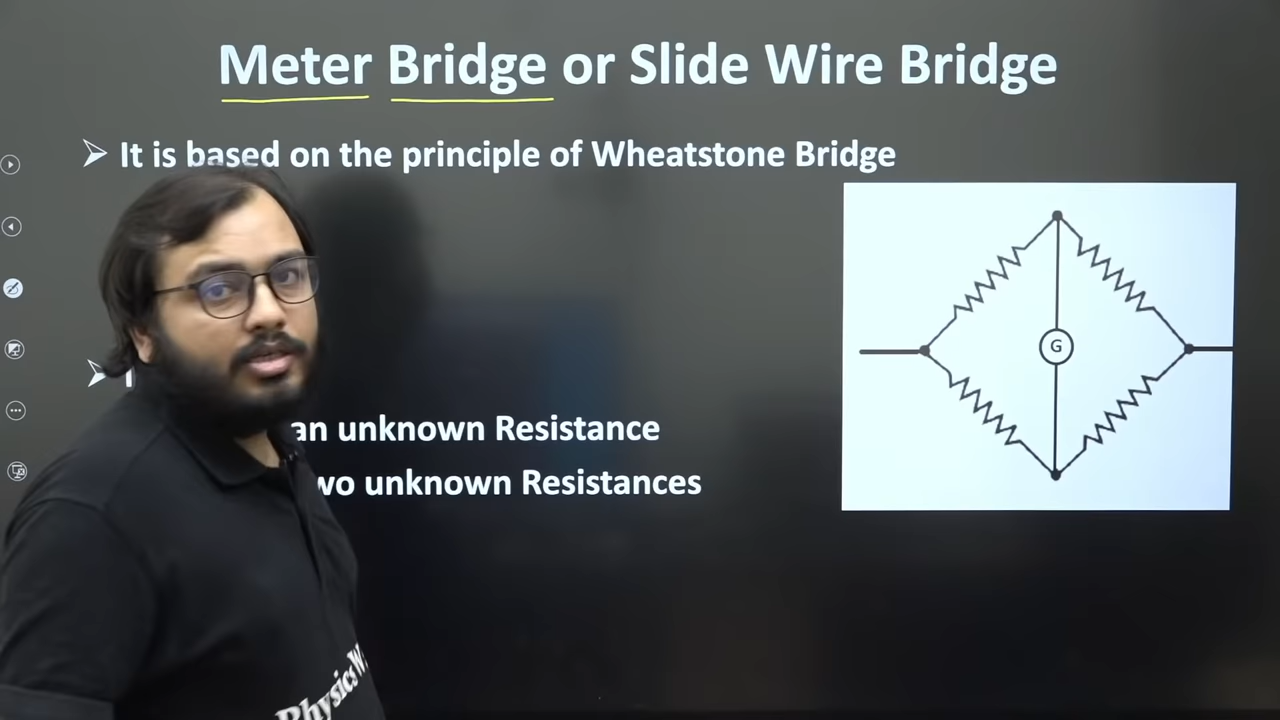 Meter Bridge or Slide Wire Bridge
It is based on the principle of Wheatstone Bridge
G
an unknown Resistance
unknown Resistances
Physics